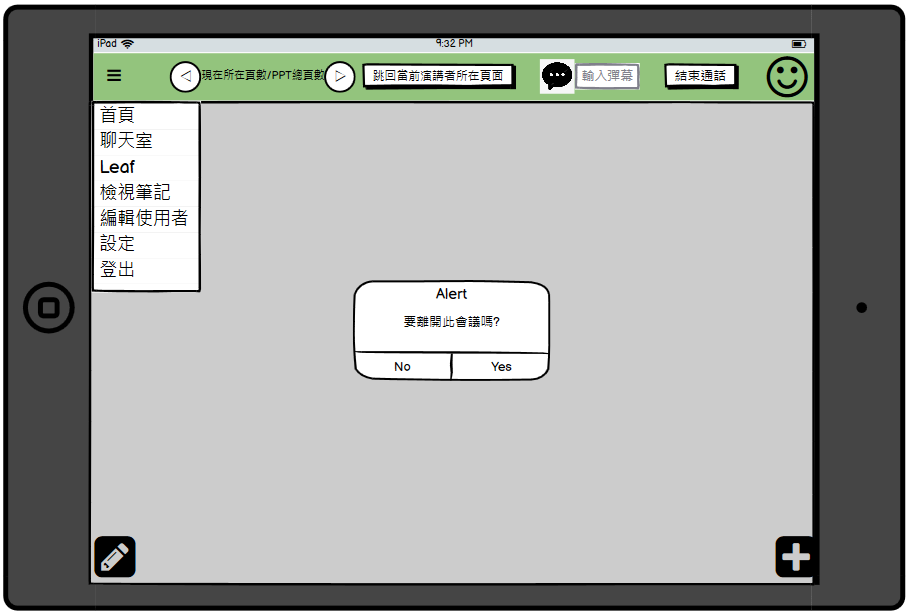 iPad
9:32 PM
現在所在頁數/PPT總頁數
跳回當前演講者所在頁面
輸入彈幕
結束通話
首頁
聊天室
Leaf
檢視筆記
編輯使用者
設定
登出
Alert
要離開此會議嗎?
No
Yes